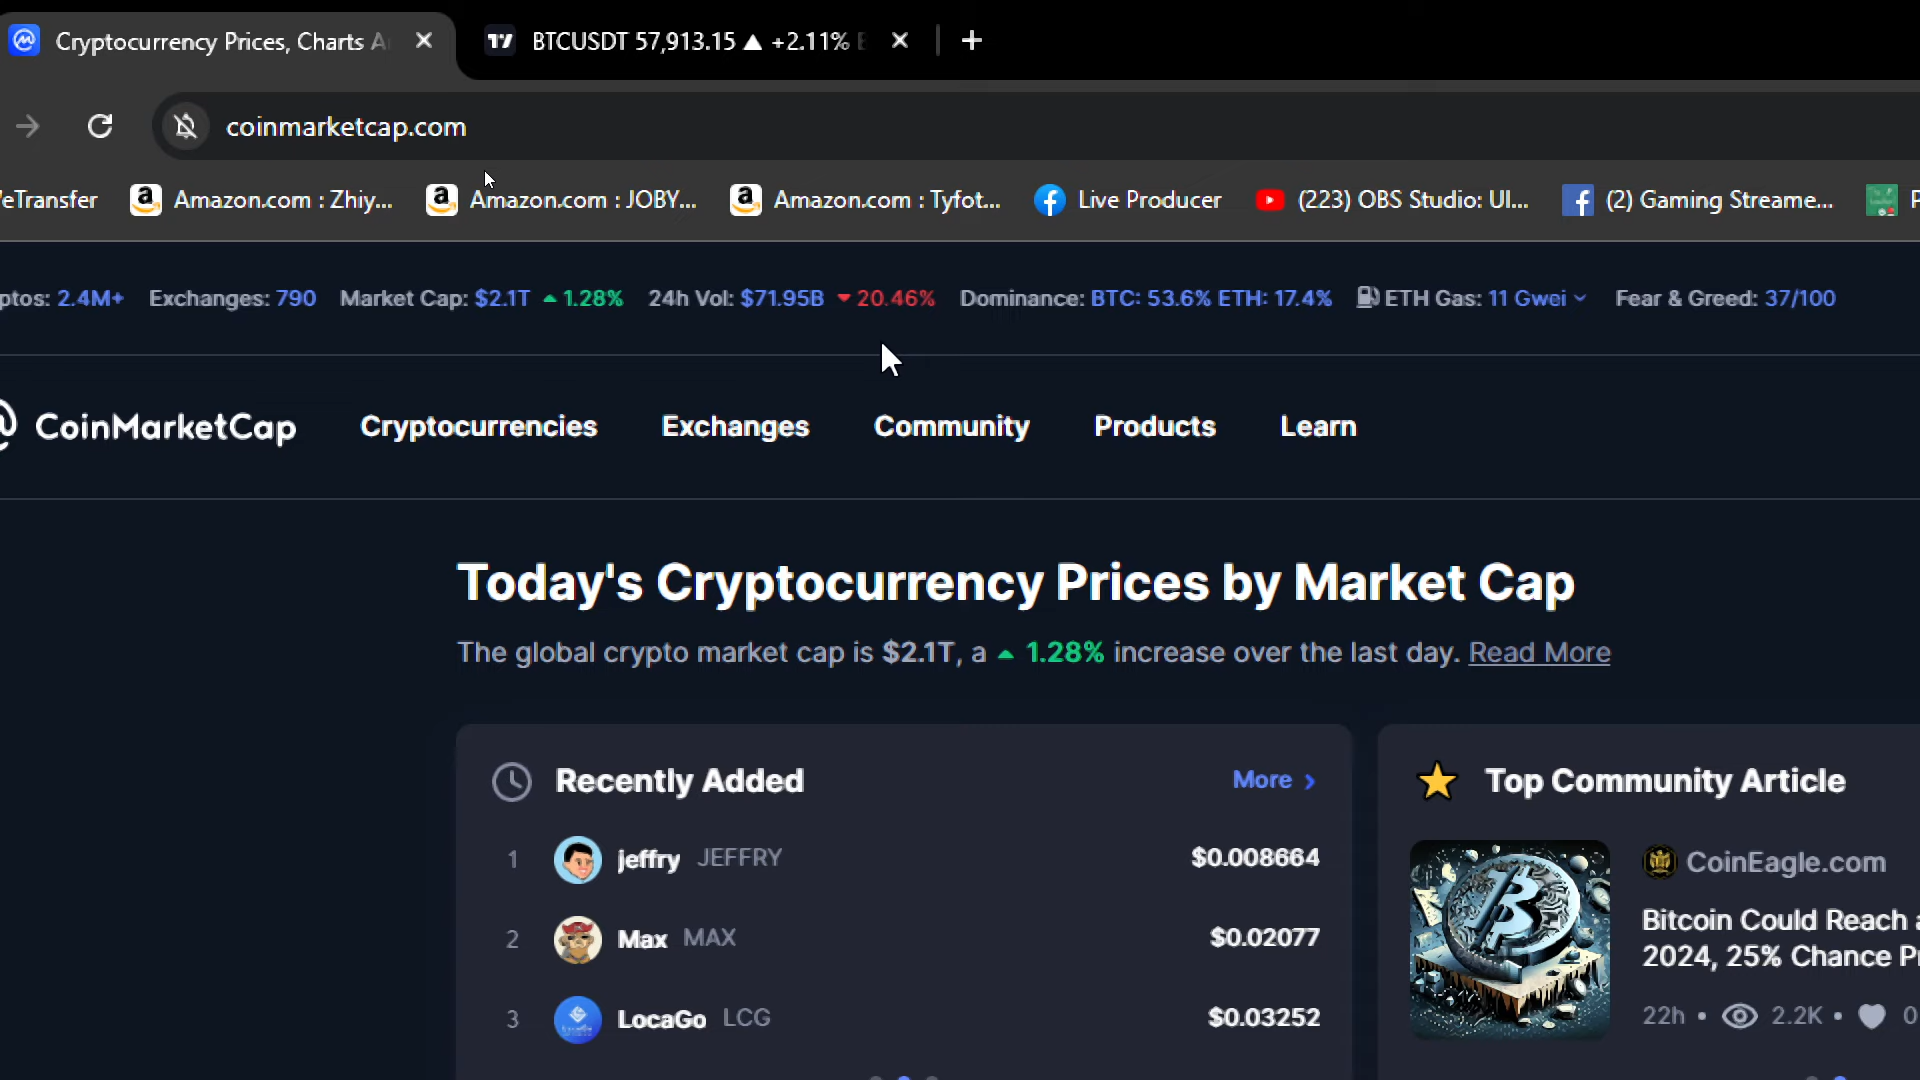 Cryptocurrency Prices, Charts A
BTCUSDT 57,913.15 ▲ +2.11%
coinmarketcap.com
eTransfer
Amazon.com : Zhiy...
Amazon.com : JOBY...
Amazon.com : Tyfot...
Live Producer
(223) OBS Studio: Ul...
(2) Gaming Streame...
ptos: 2.4M+ Exchanges: 790 Market Cap: $2.1T ▲ 1.28% 24h Vol: $71.95B ▼ 20.46% Dominance: BTC: 53.6% ETH: 17.4% ETH Gas: 11 Gwei Fear & Greed: 37/100
CoinMarketCap
Cryptocurrencies
Exchanges
Community
Products
Learn
Today's Cryptocurrency Prices by Market Cap
The global crypto market cap is $2.1T, a ▲ 1.28% increase over the last day. Read More
Recently Added
More >
1 jeffry JEFFRY $0.008664
2 Max MAX $0.02077
3 LocaGo LCG $0.03252
Top Community Article
CoinEagle.com
Bitcoin Could Reach
2024, 25% Chance
22h • 2.2K • 0